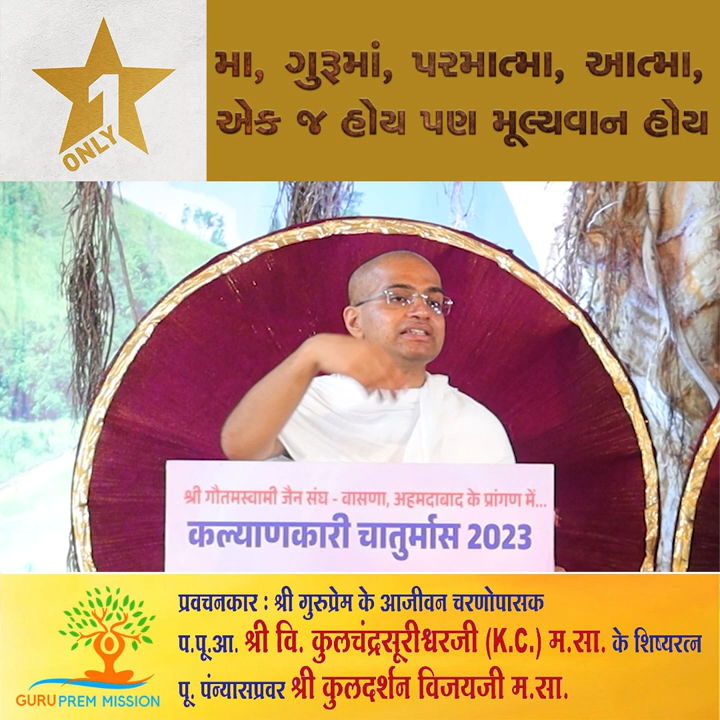 1
ONLY
મા, ગુરૂમાં, પરમાત્મા, આત્મા,
એક જ હોય પણ મૂલ્યવાન હોય
श्री गौतमस्वामी जैन संघ - वासणा, अहमदाबाद के प्रांगण में...
कल्याणकारी चातुर्मास 2023
प्रवचनकार : श्री गुरुप्रेम के आजीवन चरणोपासक
प.पू.आ. श्री वि. कुलचंद्रसूरीश्वरजी (K.C.) म.सा. के शिष्यरत्न
पू. पंन्यासप्रवर श्री कुलदर्शन विजयजी म.सा.
GURU PREM MISSION